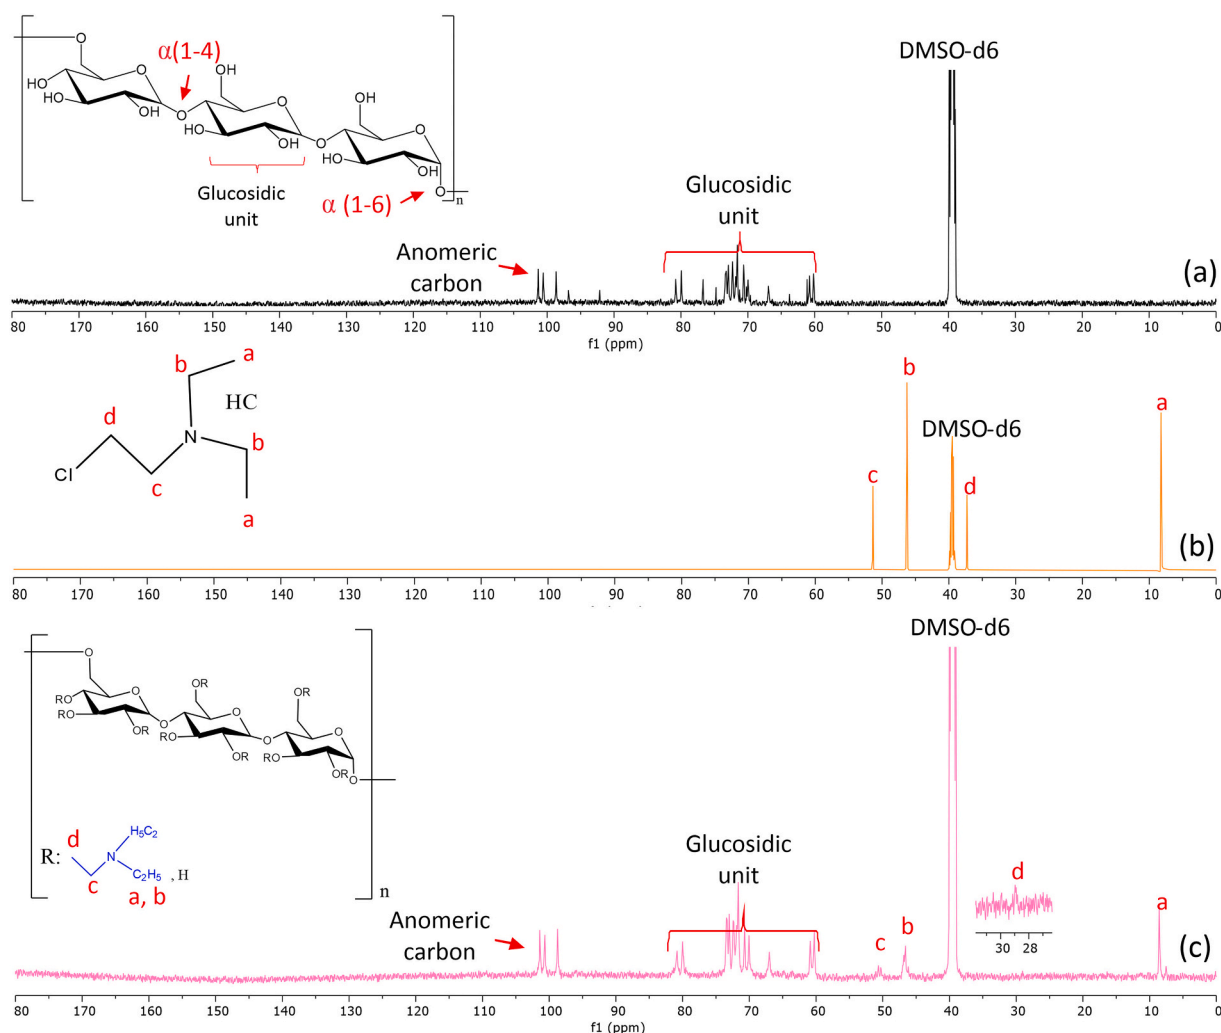 α(1-4)
O
OH
O
O
HO
HO
OH
O
HO
OH
O
OH
O
O
HO
OH
O
n
Glucosidic
unit
α (1-6)
DMSO-d6
Glucosidic
unit
Anomeric
carbon
(a)
80 170 160 150 140 130 120 110 100 90 80 70 60 50 40 30 20 10 0
f1 (ppm)
a
b
HC
d
N
b
Cl
c
a
b
a
DMSO-d6
c
d
(b)
80 170 160 150 140 130 120 110 100 90 80 70 60 50 40 30 20 10 0
DMSO-d6
O
OR
O
OR
RO
RO
OR
O
O
RO
OR
O
O
RO
OR
O
n
d
H5C2
R:
N
C2H5
, H
c
a, b
Glucosidic
unit
Anomeric
carbon
d
30 28
c
b
a
(c)
80 170 160 150 140 130 120 110 100 90 80 70 60 50 40 30 20 10 0
f1 (ppm)